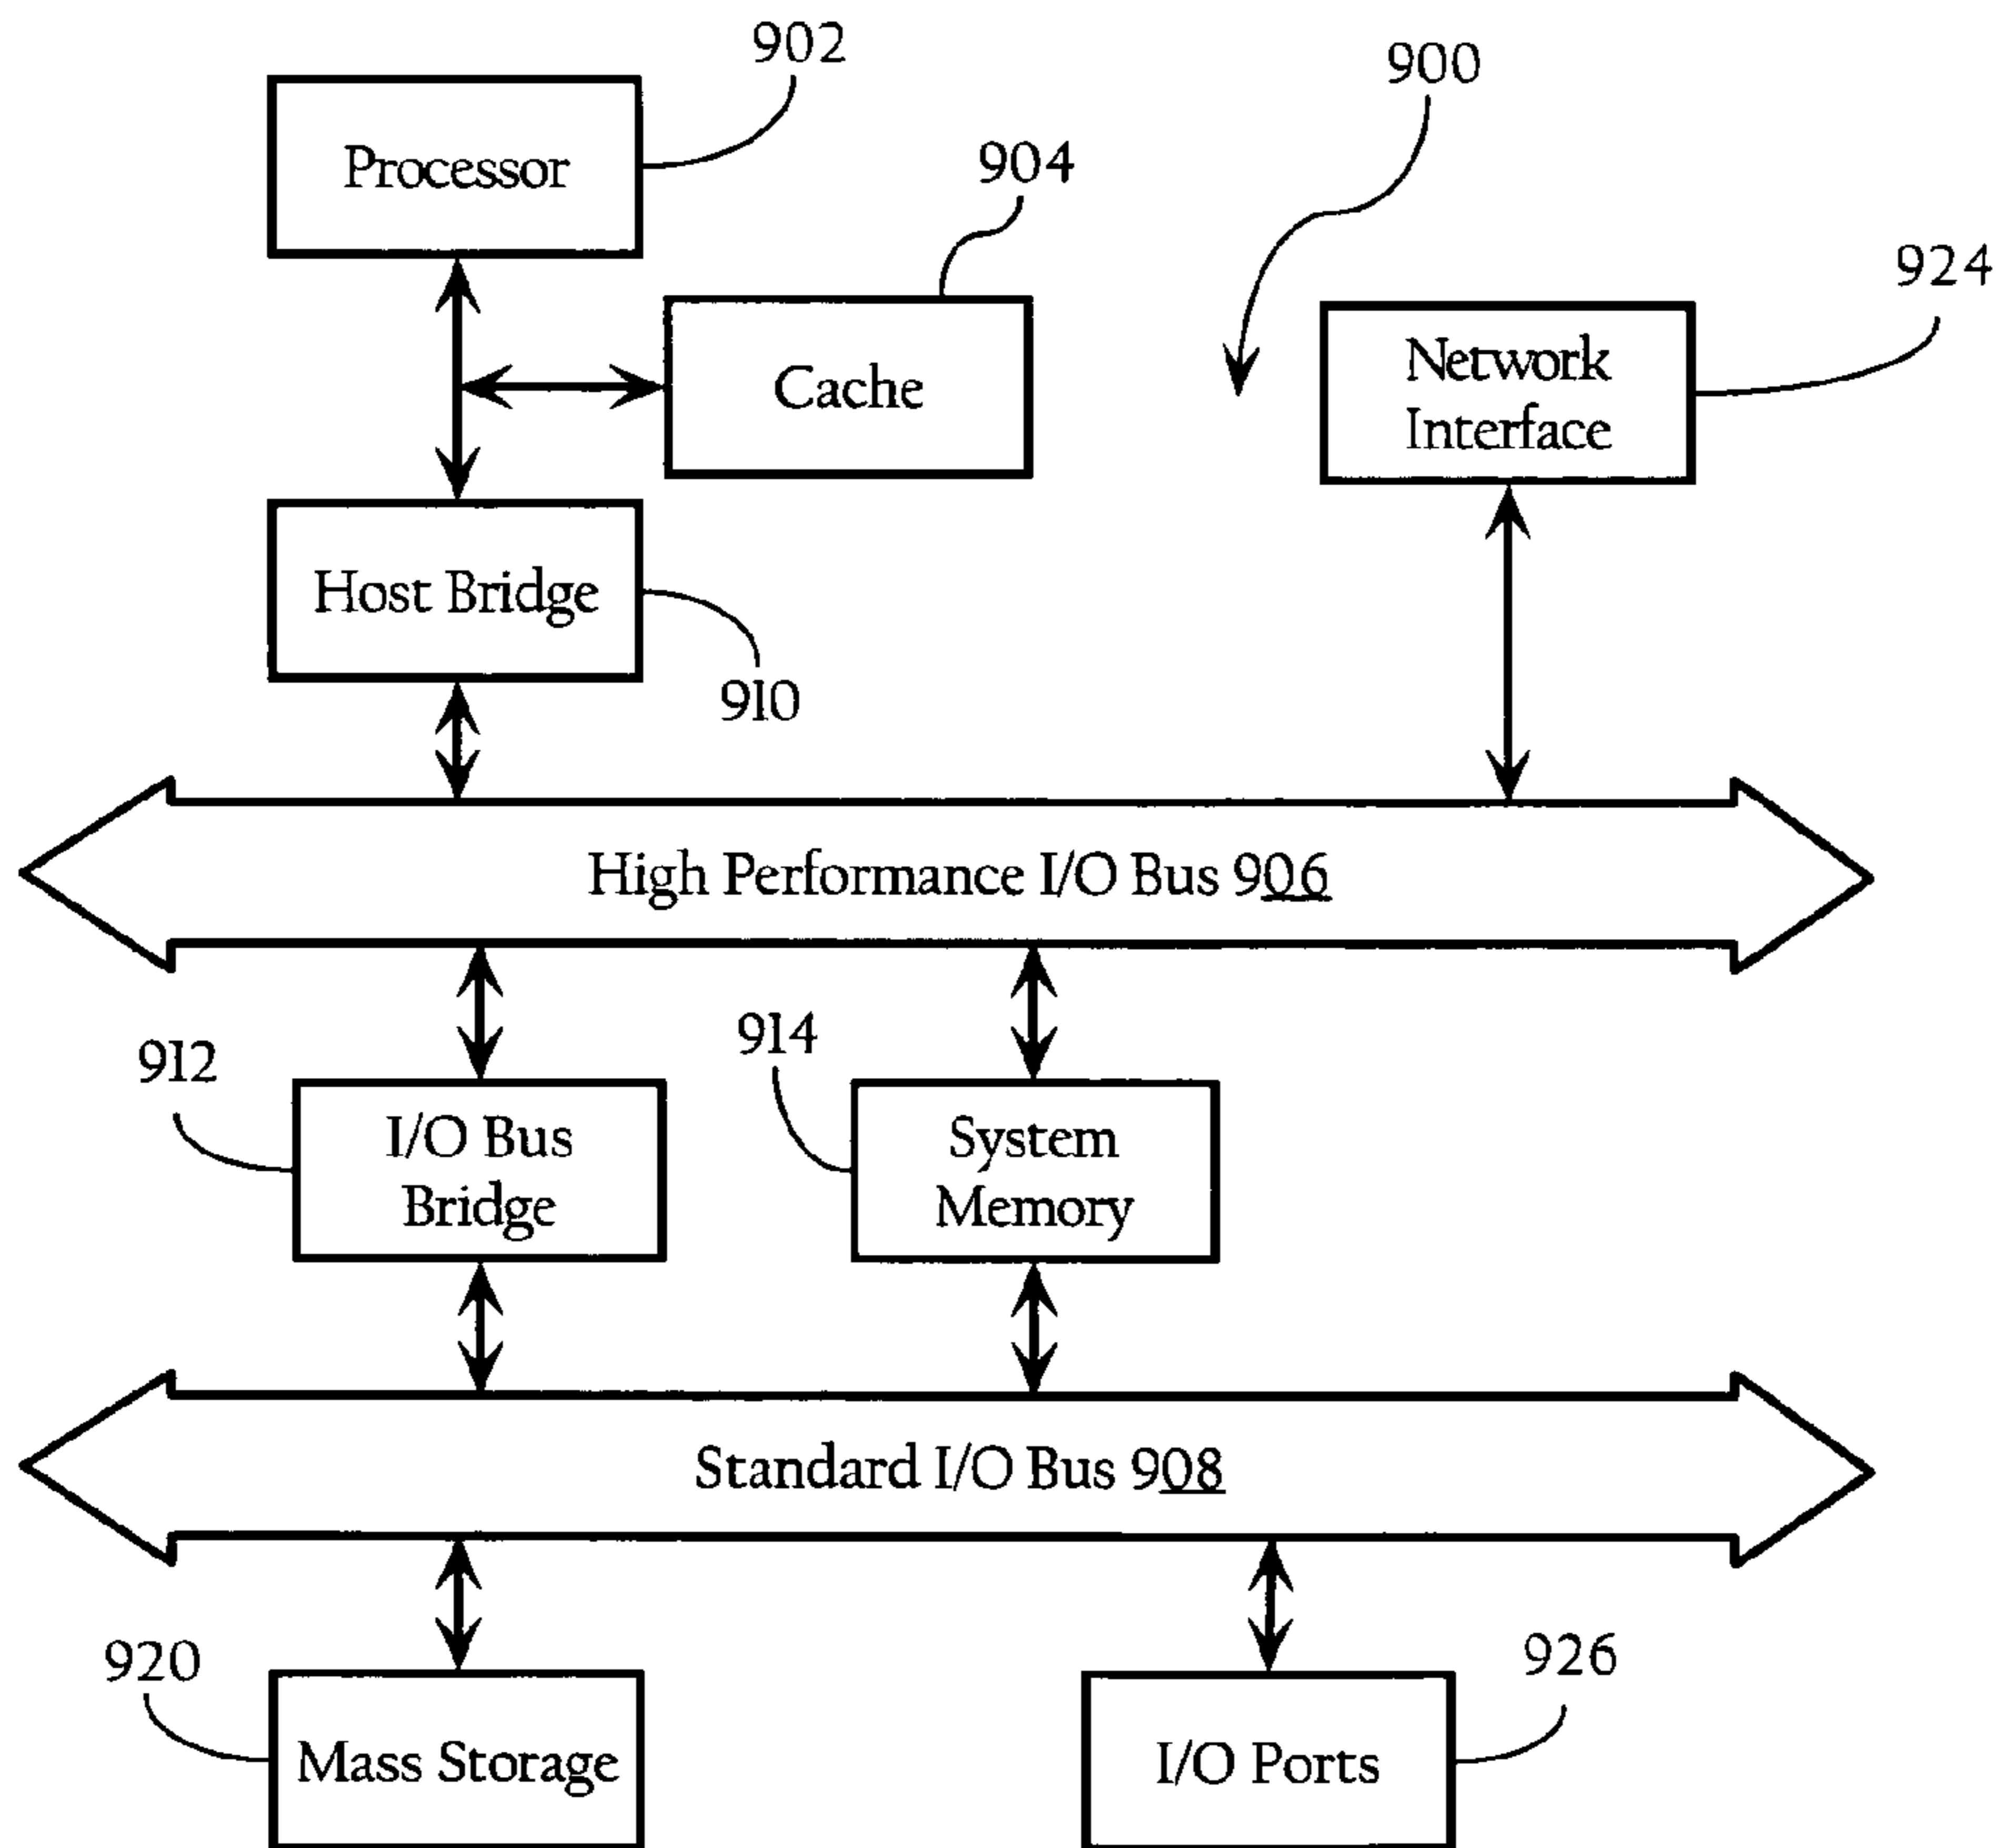 902
900
Processor
904
924
Cache
Network
Interface
Host Bridge
910
High Performance I/O Bus 906
912
914
I/O Bus
Bridge
System
Memory
Standard I/O Bus 908
920
926
Mass Storage
I/O Ports